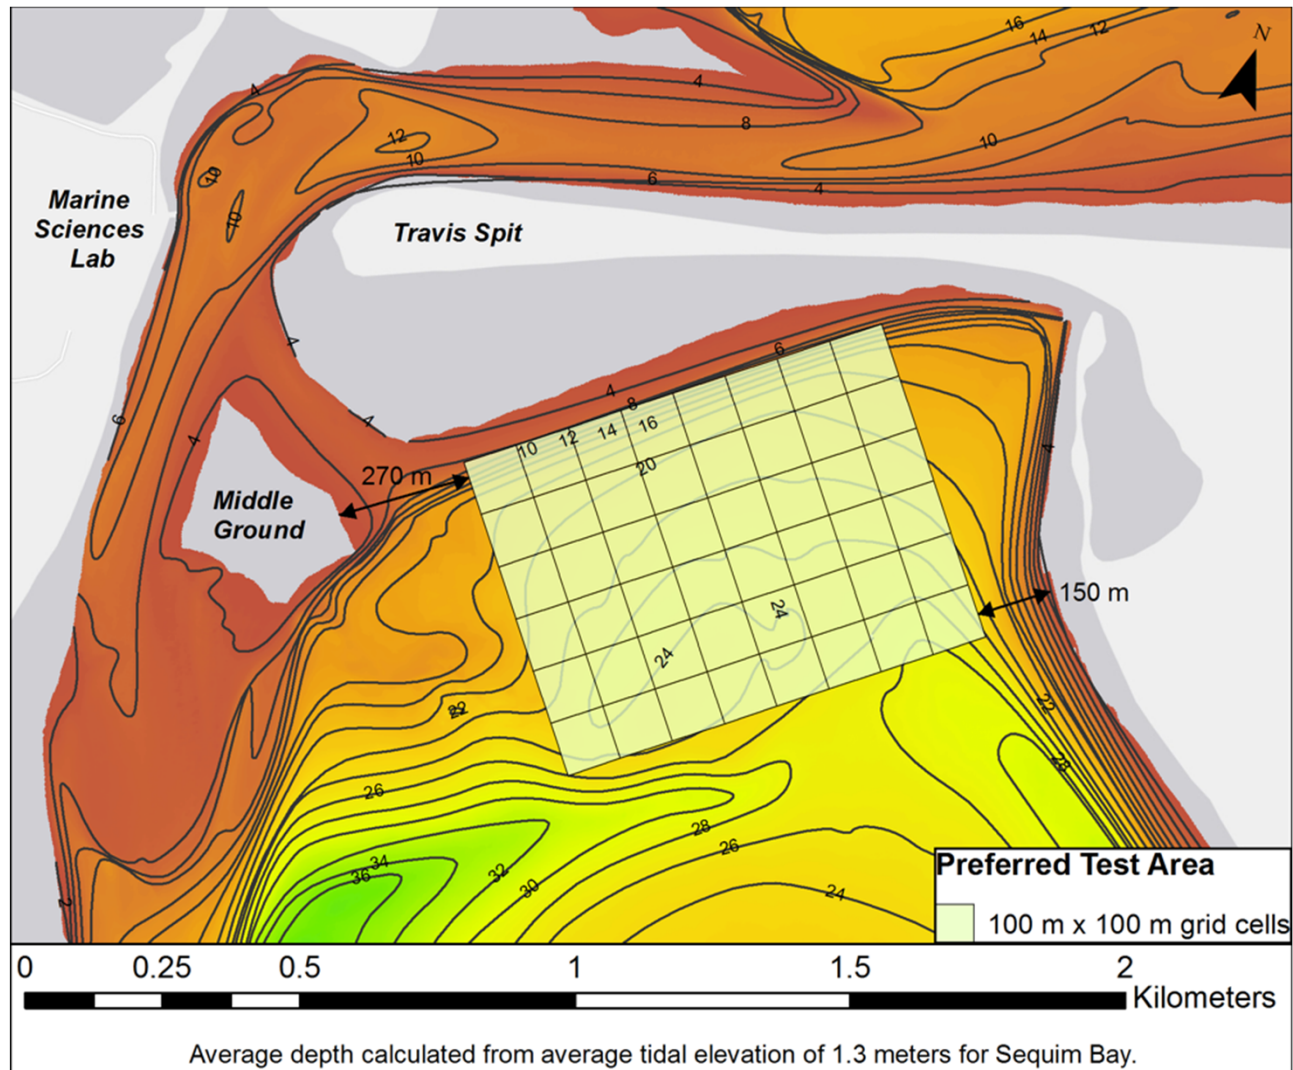 16
14
12
N
4
4
8
12
10
10
10
10
6
4
Marine
Sciences
Lab
Travis Spit
4
6
4
8
4
6
4
10
12
14
16
20
4
270 m
Middle
Ground
150 m
24
24
22
22
26
28
28
26
34
36
32
30
24
2
Preferred Test Area
100 m x 100 m grid cells
0 0.25 0.5 1 1.5 2
Kilometers
Average depth calculated from average tidal elevation of 1.3 meters for Sequim Bay.